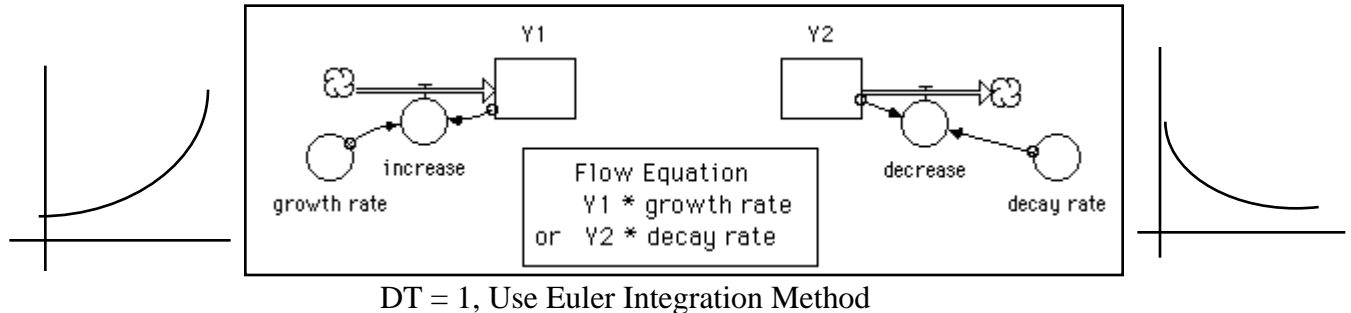 Y1
Y2
increase
growth rate
Flow Equation
Y1 * growth rate
or Y2 * decay rate
decrease
decay rate
DT = 1, Use Euler Integration Method